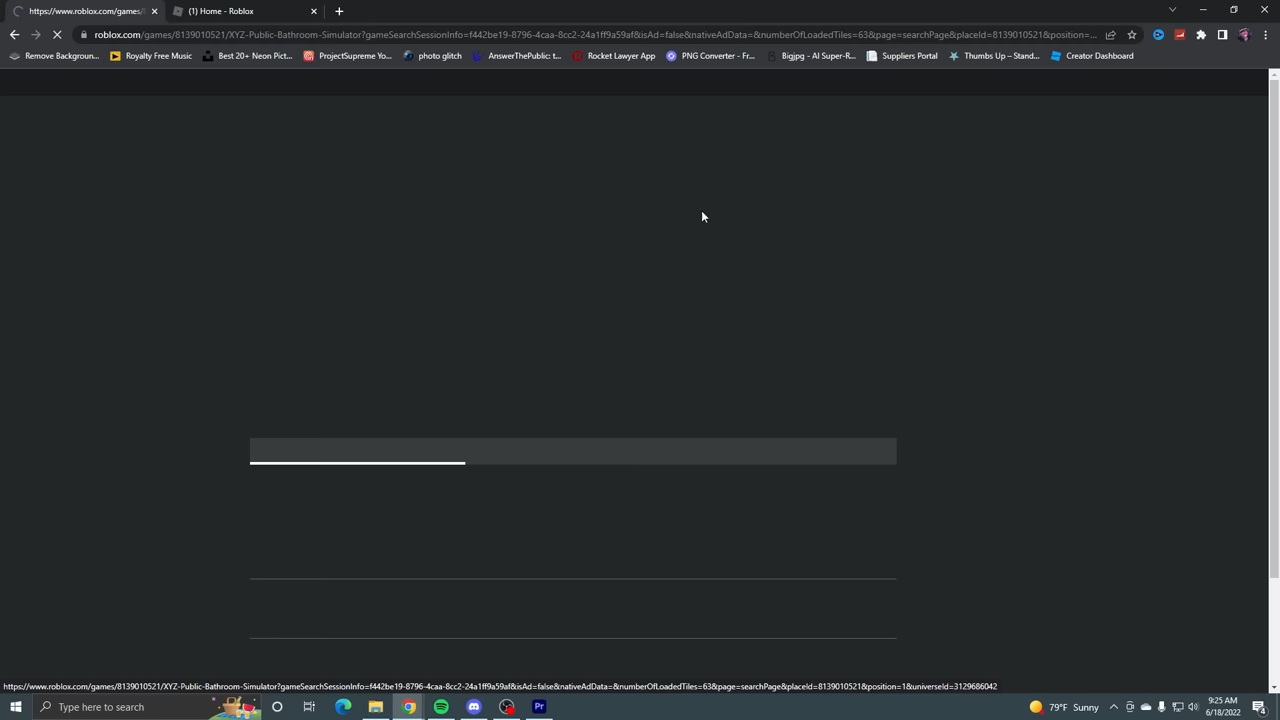 https://www.roblox.com/games/8
(1) Home - Roblox
roblox.com/games/8139010521/XYZ-Public-Bathroom-Simulator?gameSearchSessionInfo=f442be19-8796-4caa-8cc2-24a1ff9a59af&isAd=false&nativeAdData=&numberOfLoadedTiles=63&page=searchPage&placeId=8139010521&position=...
Remove Backgroun...
Royalty Free Music
Best 20+ Neon Pict...
ProjectSupreme Yo...
photo glitch
AnswerThePublic: t...
Rocket Lawyer App
PNG Converter - Fr...
Bigjpg - AI Super-R...
Suppliers Portal
Thumbs Up – Stand...
Creator Dashboard
https://www.roblox.com/games/8139010521/XYZ-Public-Bathroom-Simulator?gameSearchSessionInfo=f442be19-8796-4caa-8cc2-24a1ff9a59af&isAd=false&nativeAdData=&numberOfLoadedTiles=63&page=searchPage&placeId=8139010521&position=1&universeId=3129686042
Type here to search
Pr
79°F Sunny
9:25 AM
6/18/2022
4